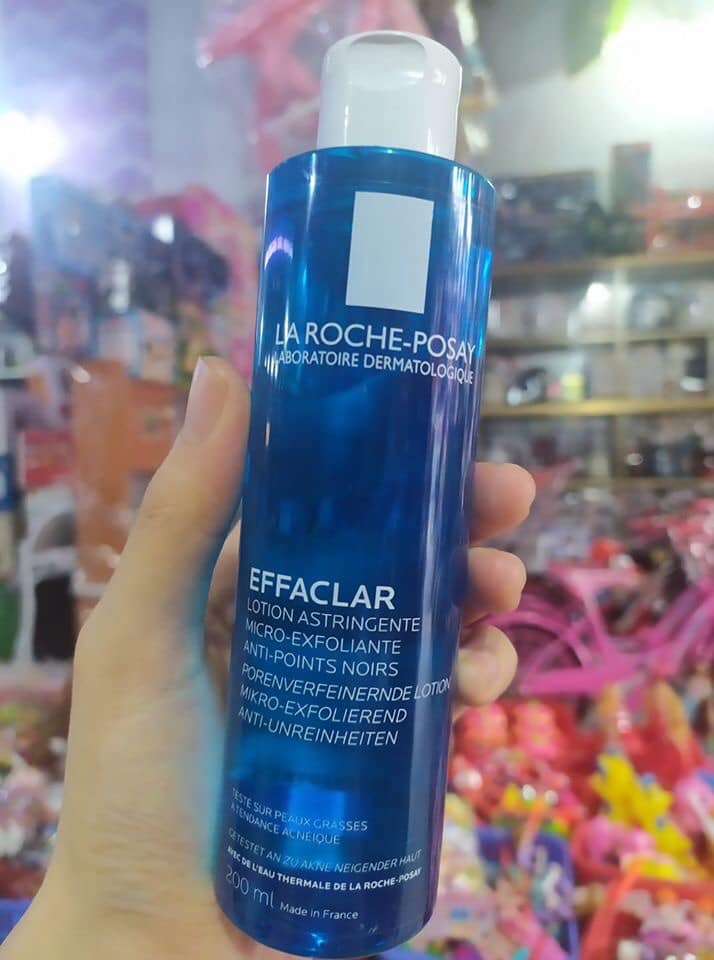 LA ROCHE-POSAY
LABORATOIRE DERMATOLOGIQUE
EFFACLAR
LOTION ASTRINGENTE
MICRO-EXFOLIANTE
ANTI-POINTS NOIRS
PORENVERFEINERNDE LOTION
MIKRO-EXFOLIEREND
ANTI-UNREINHEITEN
TESTÉ SUR PEAUX GRASSES
À TENDANCE ACNÉIQUE
GETESTET AN ZU AKNE NEIGENDER HAUT
AVEC DE L'EAU THERMALE DE LA ROCHE-POSAY
200 ml Made in France